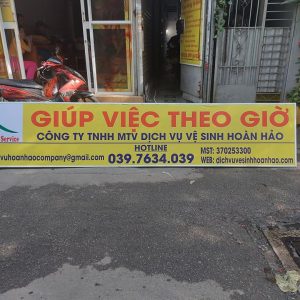 GIÚP VIỆC THEO GIỜ
CÔNG TY TNHH MTV DỊCH VỤ VỆ SINH HOÀN HẢO
Service
HOTLINE
vuhoanhaocompany@gmail.com
039.7634.039
MST: 370253300
WEB: dichvuvesinhhoanhao.com